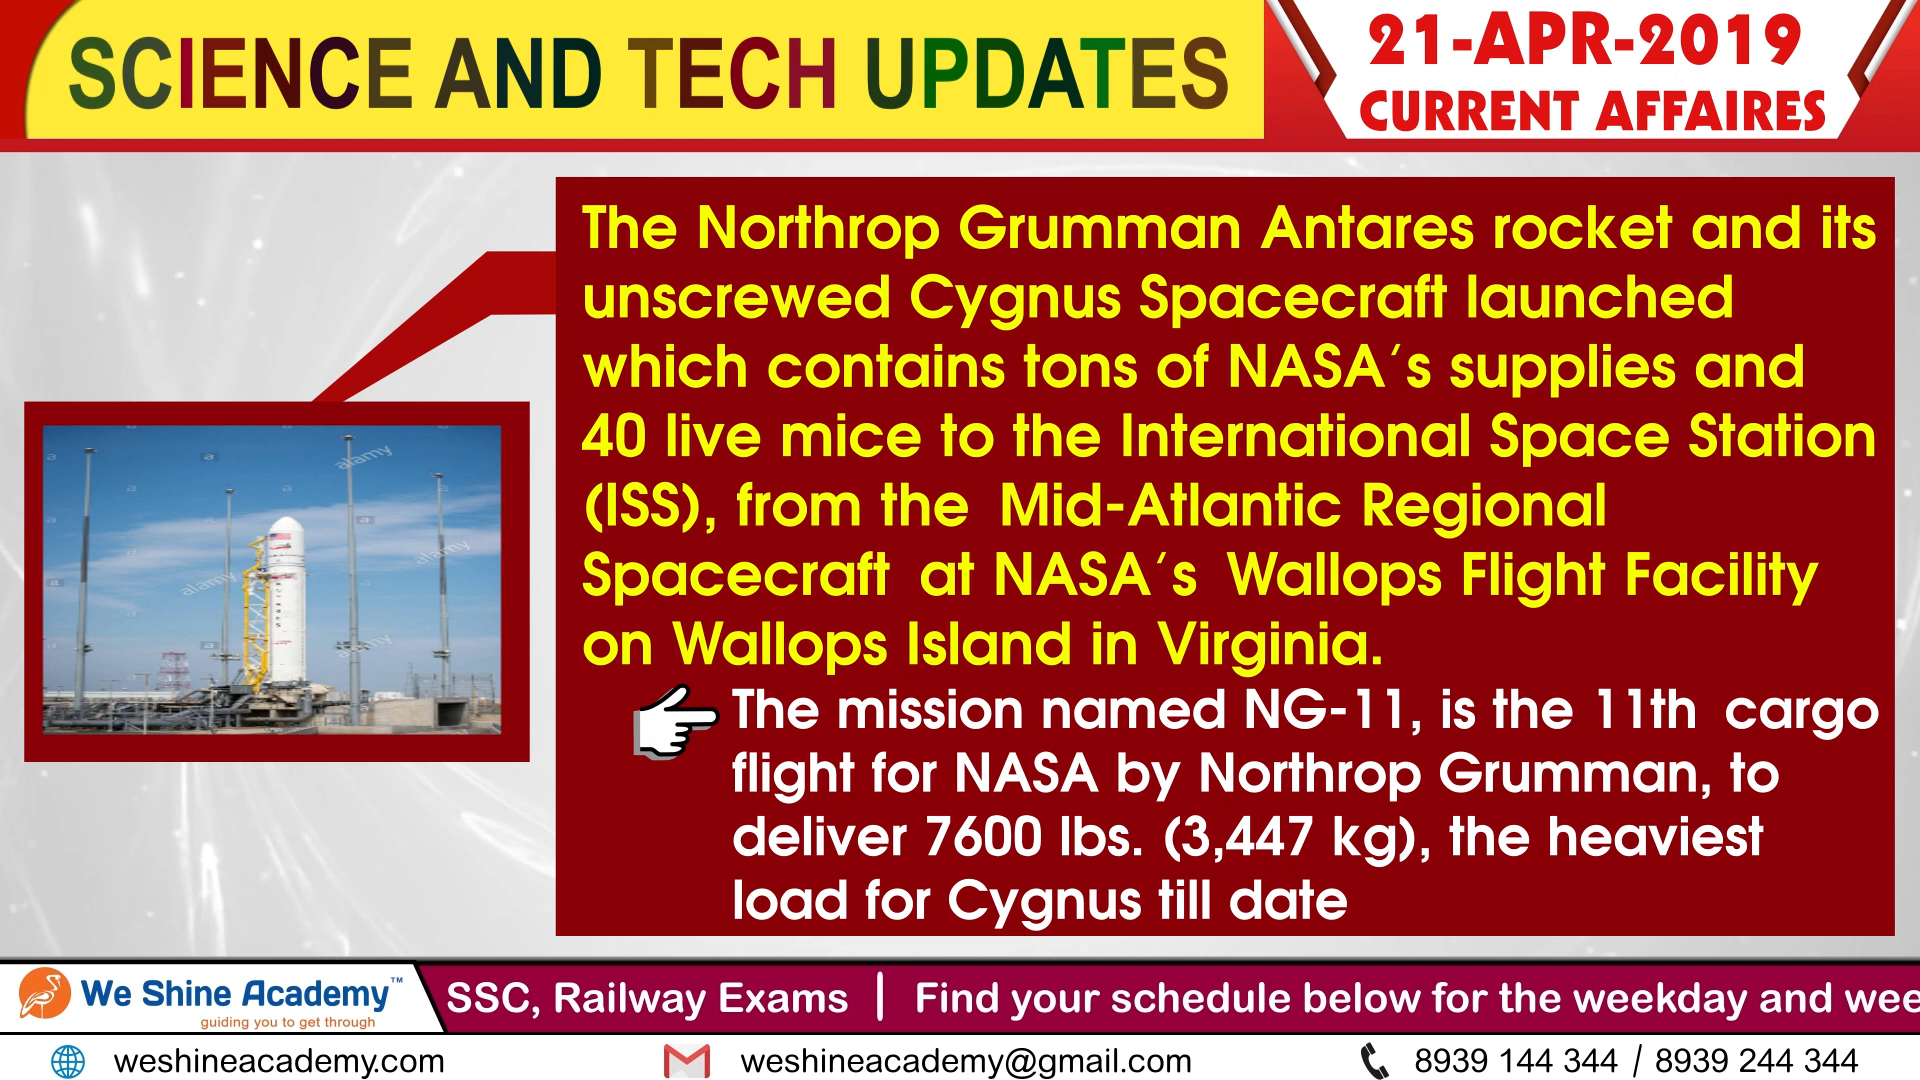 SCIENCE AND TECH UPDATES
21-APR-2019
CURRENT AFFAIRES
The Northrop Grumman Antares rocket and its
unscrewed Cygnus Spacecraft launched
which contains tons of NASA´s supplies and
40 live mice to the International Space Station
(ISS), from the Mid-Atlantic Regional
Spacecraft at NASA´s Wallops Flight Facility
on Wallops Island in Virginia.
The mission named NG-11, is the 11th cargo
flight for NASA by Northrop Grumman, to
deliver 7600 lbs. (3,447 kg), the heaviest
load for Cygnus till date
alamy
alamy
alamy
alamy
We Shine Academy™
guiding you to get through
SSC, Railway Exams | Find your schedule below for the weekday and wee
weshineacademy.com
weshineacademy@gmail.com
8939 144 344 / 8939 244 344